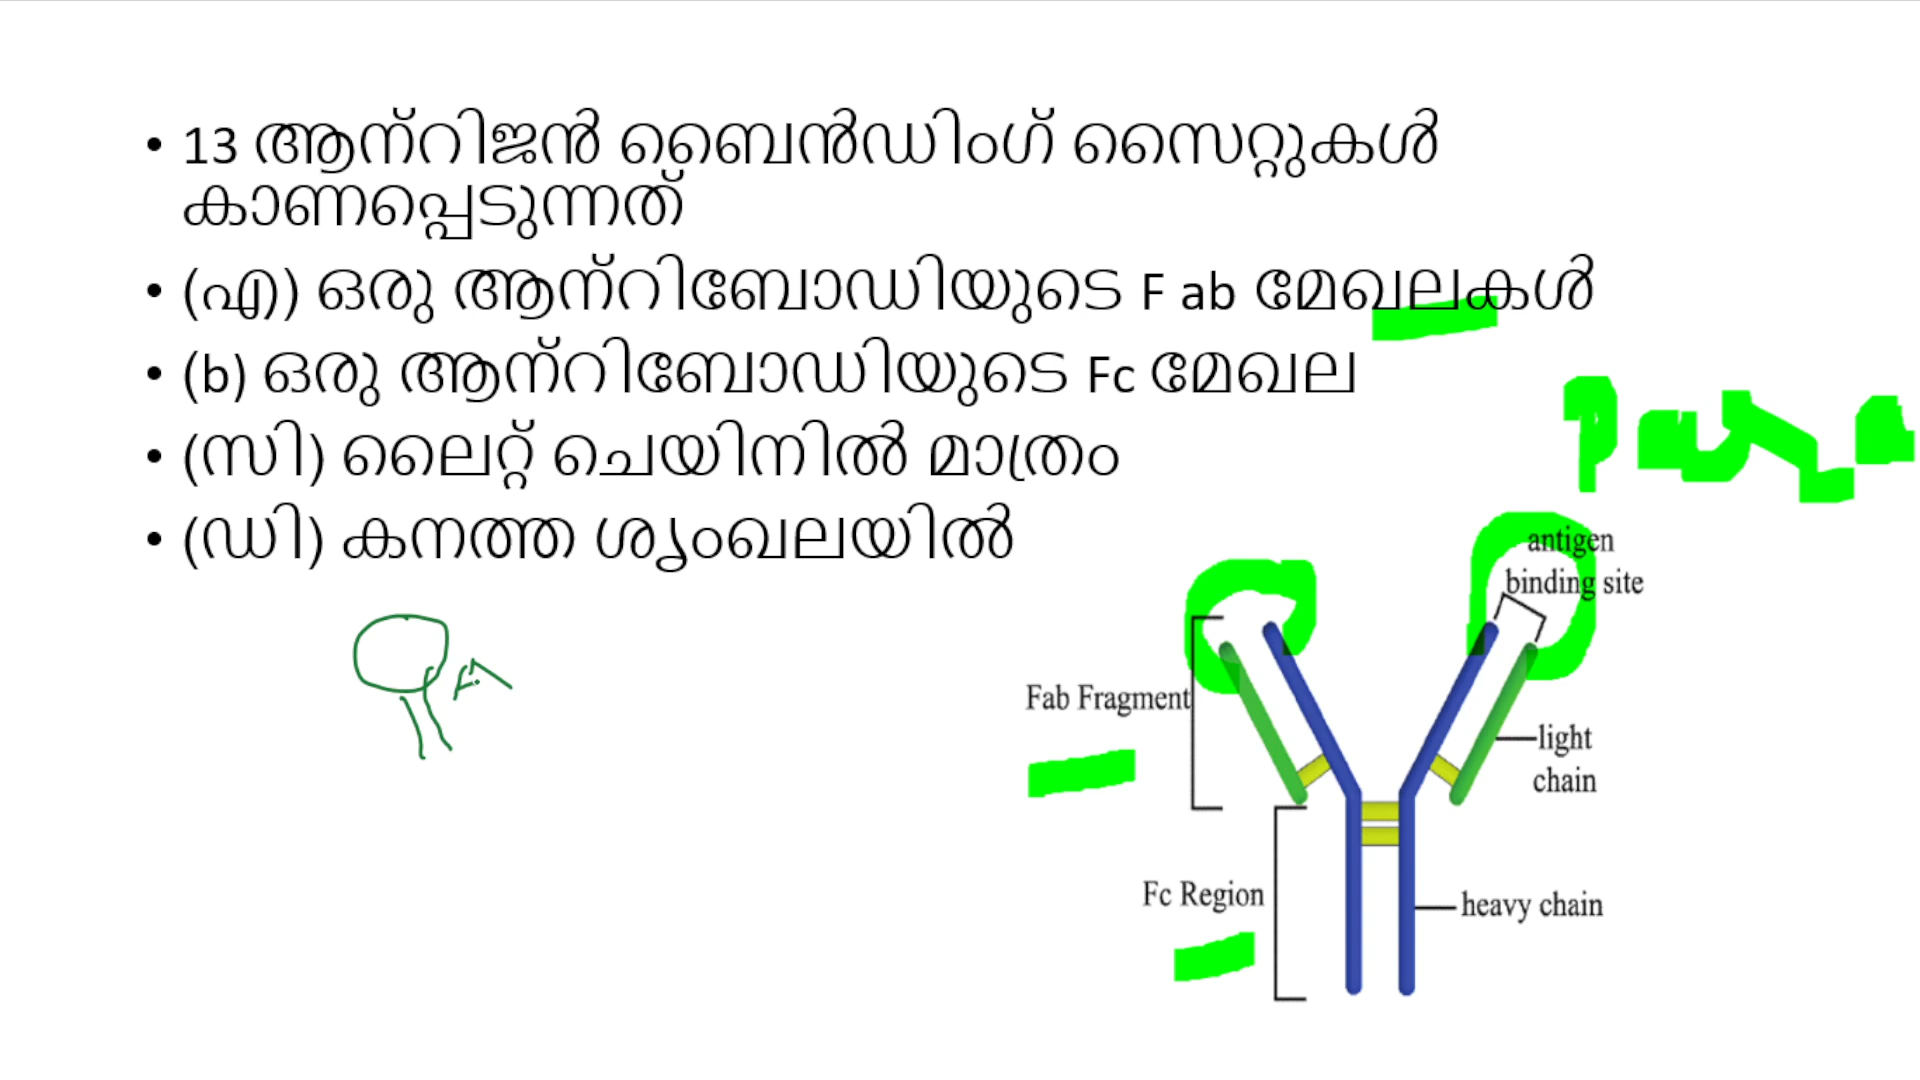 • 13 ആന്റിജൻ ബൈൻഡിംഗ് സൈറ്റുകൾ
കാണപ്പെടുന്നത്
• (എ) ഒരു ആന്റിബോഡിയുടെ F ab മേഖലകൾ
• (b) ഒരു ആന്റിബോഡിയുടെ Fc മേഖല
• (സി) ലൈറ്റ് ചെയിനിൽ മാത്രം
• (ഡി) കനത്ത ശൃംഖലയിൽ
antigen
binding site
Fab Fragment
light
chain
Fc Region
heavy chain